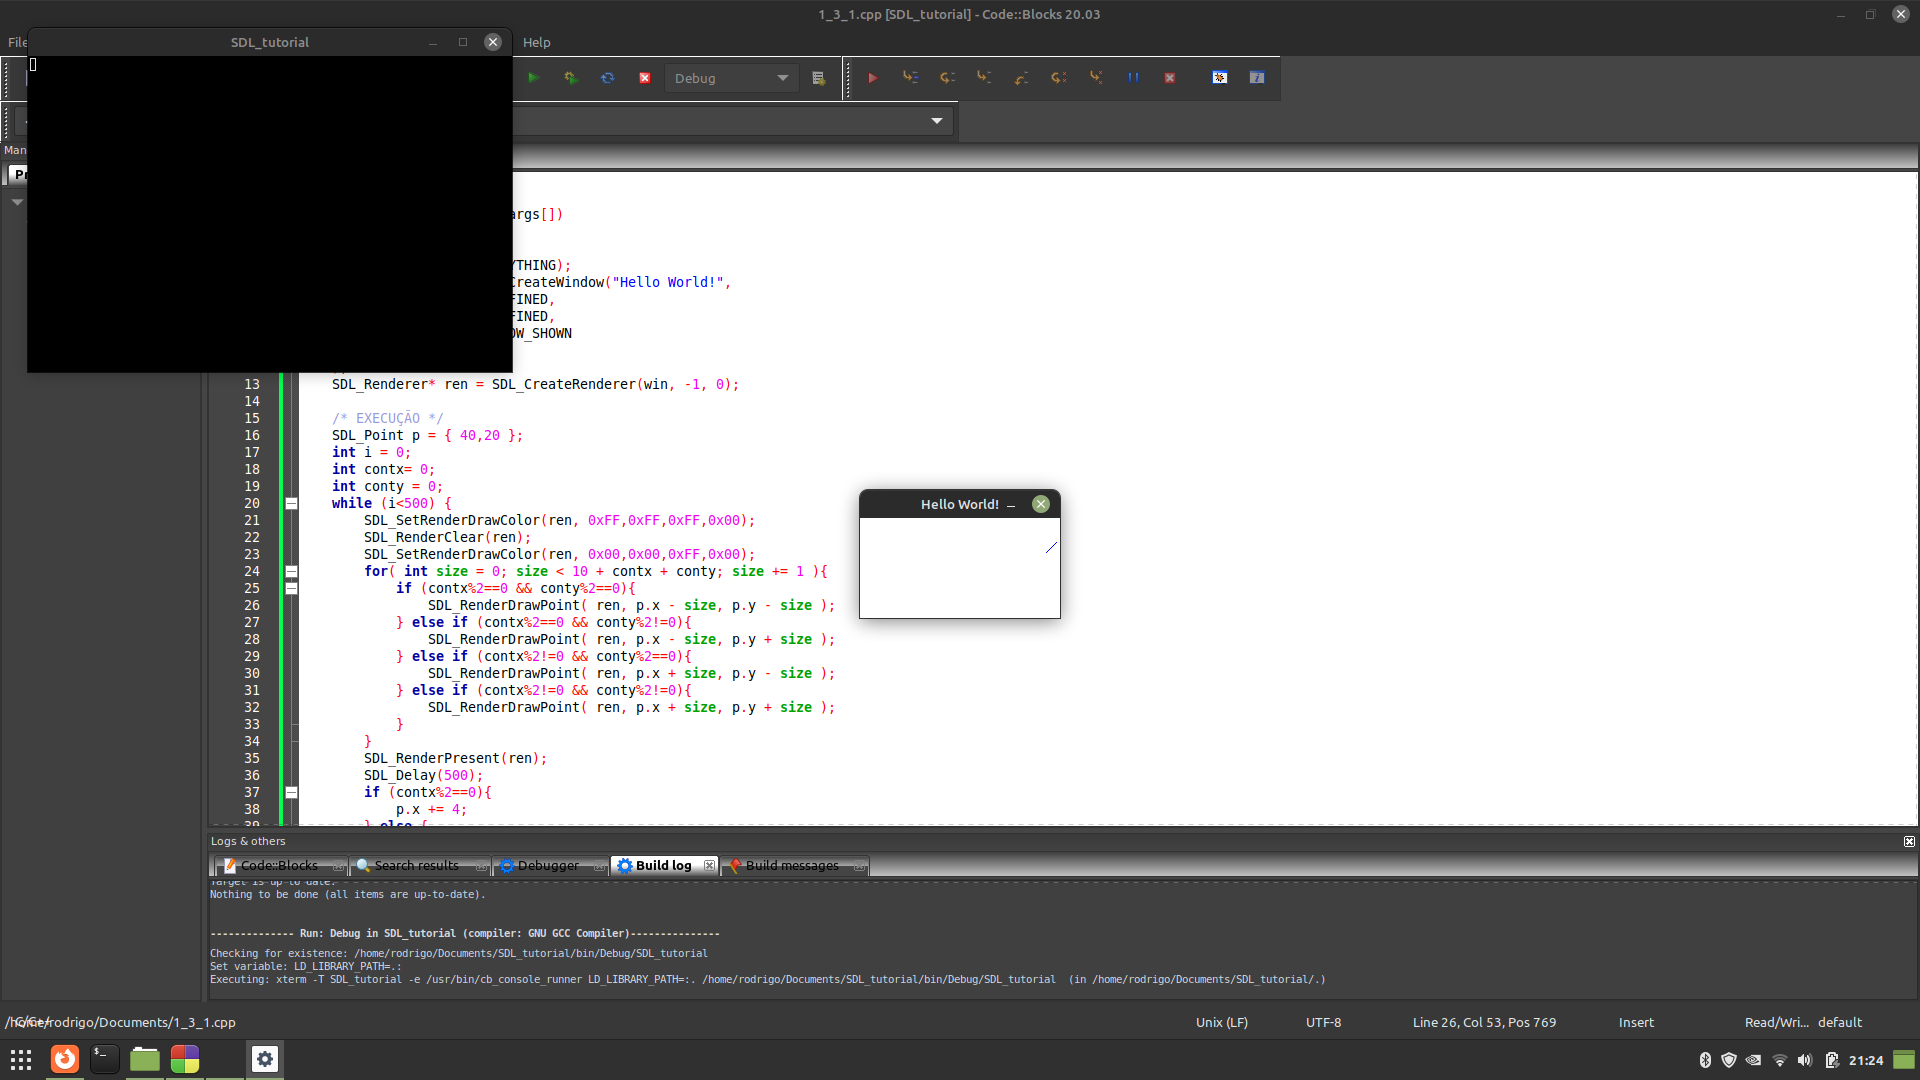 1_3_1.cpp [SDL_tutorial] - Code::Blocks 20.03
File
SDL_tutorial
Help
Debug
Man
Pr
args[])
YTHING);
CreateWindow("Hello World!",
FINED,
FINED,
OW_SHOWN
13 SDL_Renderer* ren = SDL_CreateRenderer(win, -1, 0);
14
15 /* EXECUÇÃO */
16 SDL_Point p = { 40,20 };
17 int i = 0;
18 int contx= 0;
19 int conty = 0;
20 while (i<500) {
21 SDL_SetRenderDrawColor(ren, 0xFF,0xFF,0xFF,0x00);
22 SDL_RenderClear(ren);
23 SDL_SetRenderDrawColor(ren, 0x00,0x00,0xFF,0x00);
24 for( int size = 0; size < 10 + contx + conty; size += 1 ){
25 if (contx%2==0 && conty%2==0){
26 SDL_RenderDrawPoint( ren, p.x - size, p.y - size );
27 } else if (contx%2==0 && conty%2!=0){
28 SDL_RenderDrawPoint( ren, p.x - size, p.y + size );
29 } else if (contx%2!=0 && conty%2==0){
30 SDL_RenderDrawPoint( ren, p.x + size, p.y - size );
31 } else if (contx%2!=0 && conty%2!=0){
32 SDL_RenderDrawPoint( ren, p.x + size, p.y + size );
33 }
34 }
35 SDL_RenderPresent(ren);
36 SDL_Delay(500);
37 if (contx%2==0){
38 p.x += 4;
39 } else {
Hello World!
Logs & others
Code::Blocks
Search results
Debugger
Build log
Build messages
Target is up to date.
Nothing to be done (all items are up-to-date).
-------------- Run: Debug in SDL_tutorial (compiler: GNU GCC Compiler)---------------
Checking for existence: /home/rodrigo/Documents/SDL_tutorial/bin/Debug/SDL_tutorial
Set variable: LD_LIBRARY_PATH=.:
Executing: xterm -T SDL_tutorial -e /usr/bin/cb_console_runner LD_LIBRARY_PATH=:. /home/rodrigo/Documents/SDL_tutorial/bin/Debug/SDL_tutorial (in /home/rodrigo/Documents/SDL_tutorial/.)
/home/rodrigo/Documents/1_3_1.cpp
C/C++
Unix (LF)
UTF-8
Line 26, Col 53, Pos 769
Insert
Read/Wri...
default
21:24